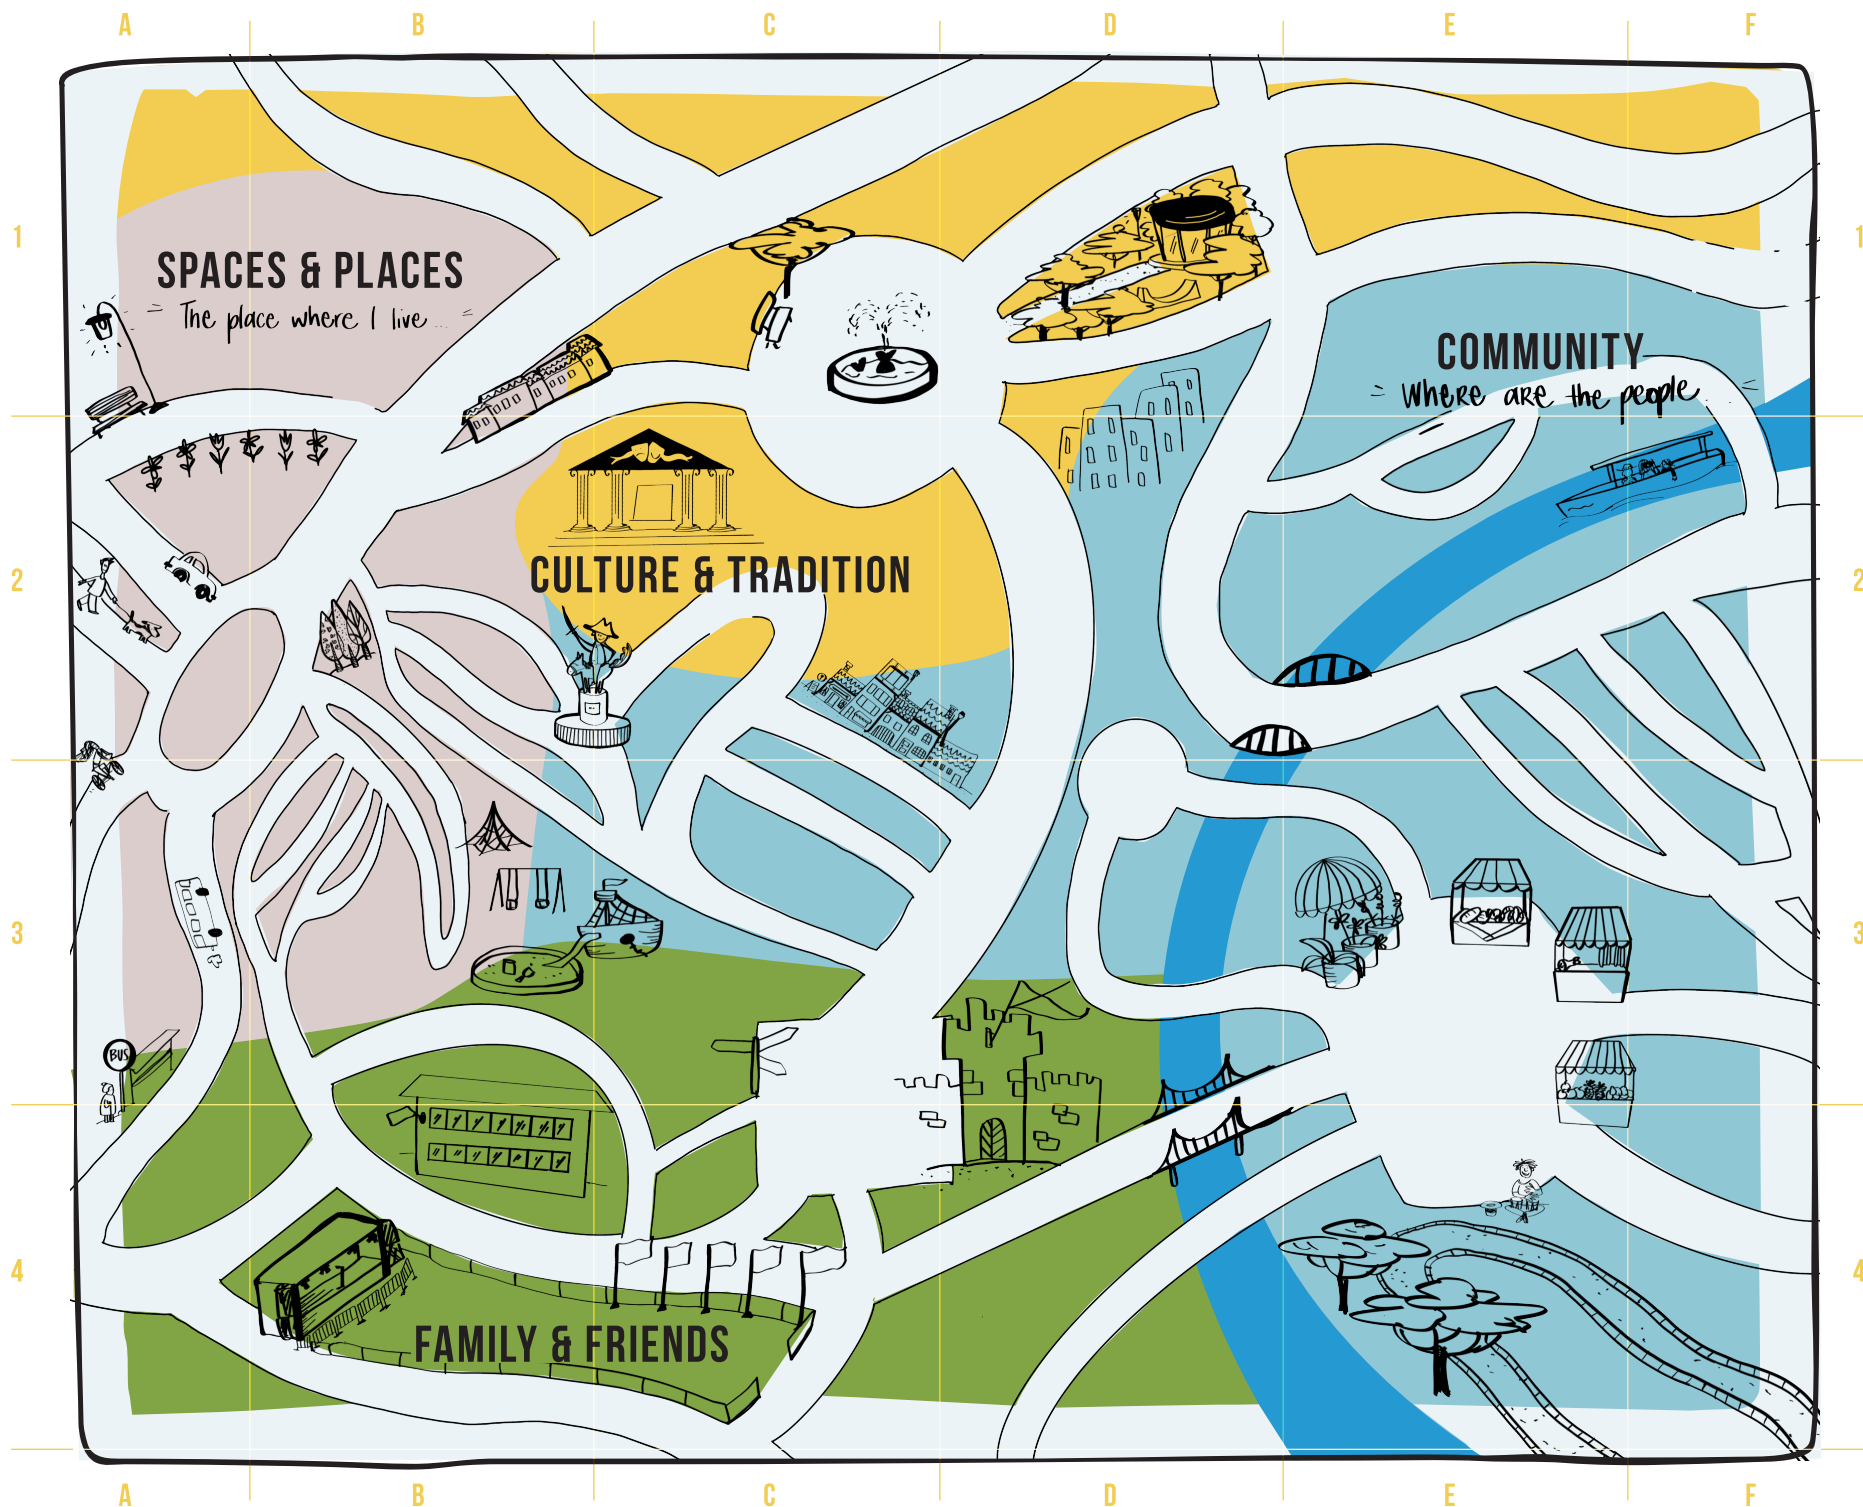 A B C D E F
1 1
SPACES & PLACES
The place where I live...
COMMUNITY
Where are the people
2 2
CULTURE & TRADITION
3 3
BUS
4 4
FAMILY & FRIENDS
A B C D E F